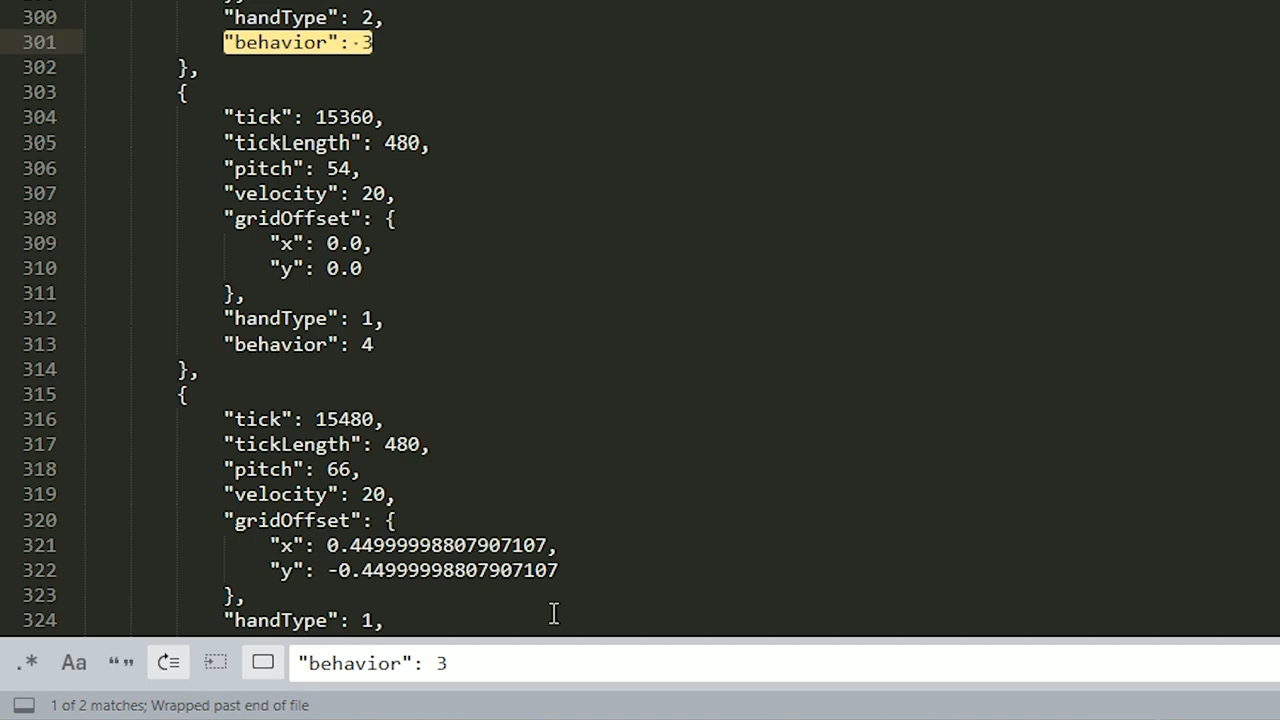 300 "handType": 2,
301 "behavior": 3
302 },
303 {
304 "tick": 15360,
305 "tickLength": 480,
306 "pitch": 54,
307 "velocity": 20,
308 "gridOffset": {
309 "x": 0.0,
310 "y": 0.0
311 },
312 "handType": 1,
313 "behavior": 4
314 },
315 {
316 "tick": 15480,
317 "tickLength": 480,
318 "pitch": 66,
319 "velocity": 20,
320 "gridOffset": {
321 "x": 0.44999998807907107,
322 "y": -0.44999998807907107
323 },
324 "handType": 1,
.* Aa “” "behavior": 3
1 of 2 matches; Wrapped past end of file